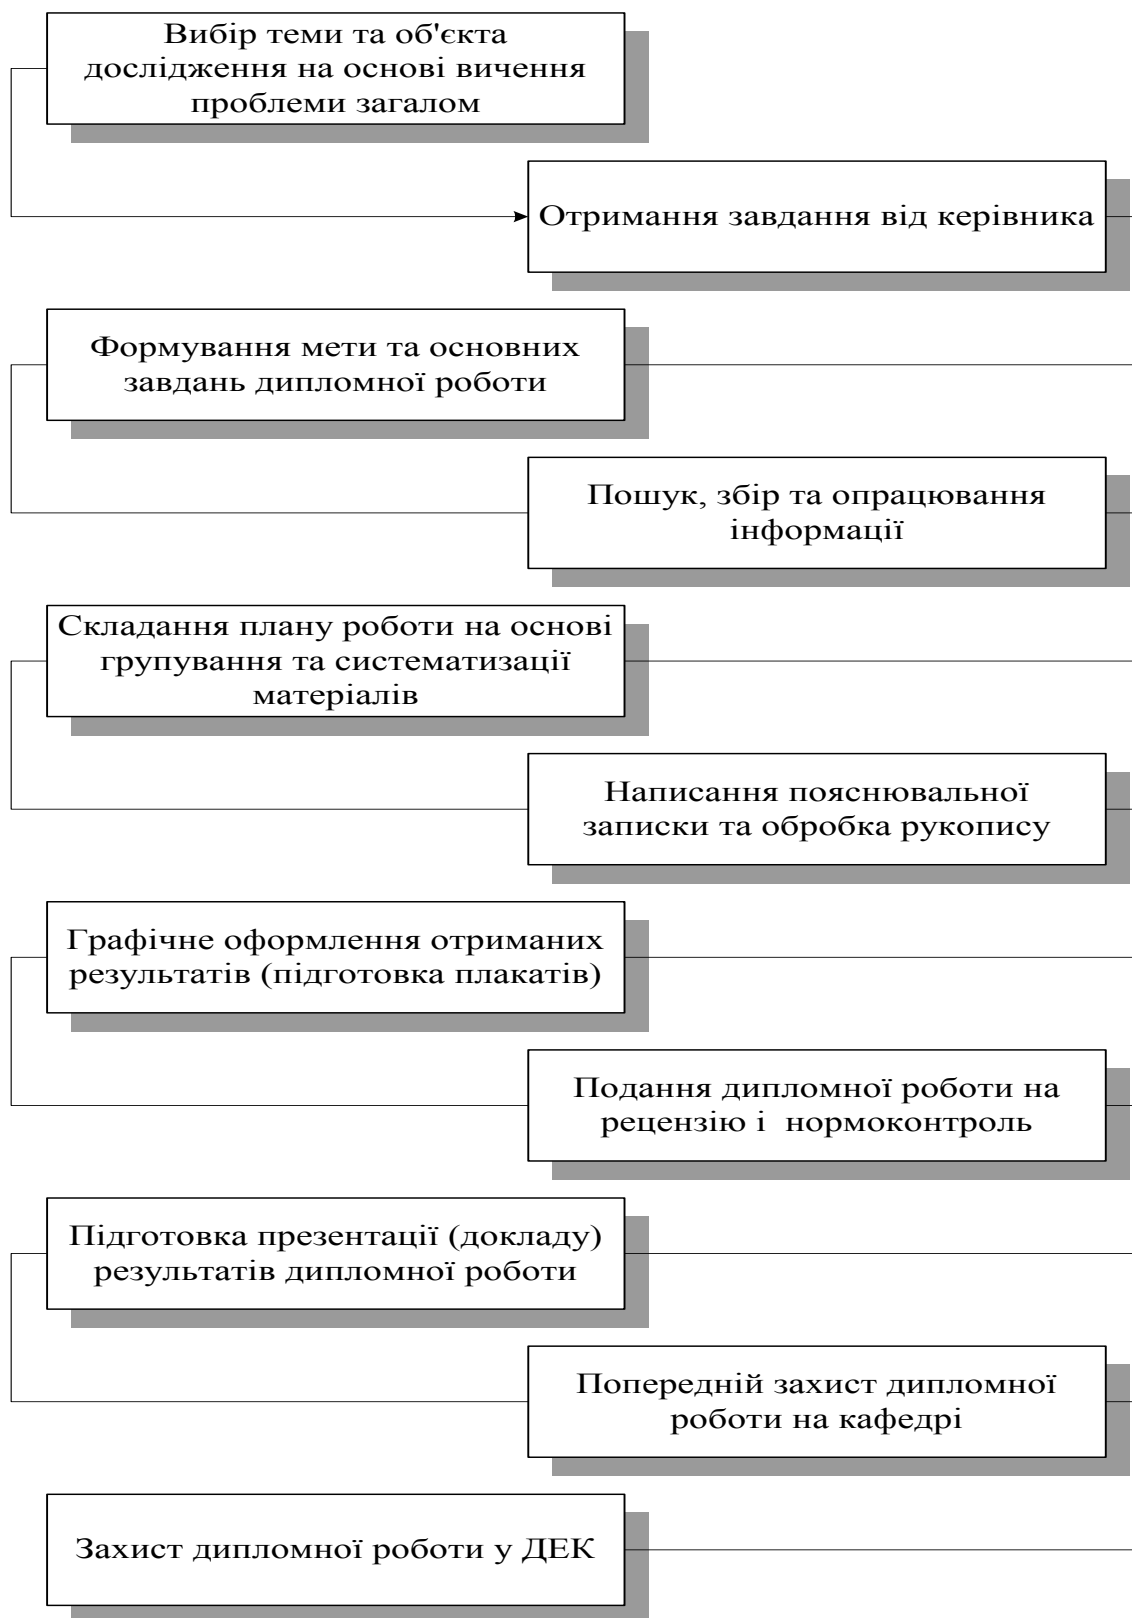 Вибір теми та об'єкта
дослідження на основі вичення
проблеми загалом
Отримання завдання від керівника
Формування мети та основних
завдань дипломної роботи
Пошук, збір та опрацювання
інформації
Складання плану роботи на основі
групування та систематизації
матеріалів
Написання пояснювальної
записки та обробка рукопису
Графічне оформлення отриманих
результатів (підготовка плакатів)
Подання дипломної роботи на
рецензію і нормоконтроль
Підготовка презентації (докладу)
результатів дипломної роботи
Попередній захист дипломної
роботи на кафедрі
Захист дипломної роботи у ДЕК